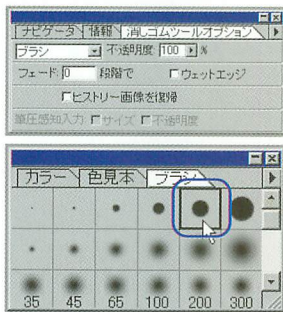 ナビゲータ 情報 消しゴムツールオプション
ブラシ 不透明度 100 %
フェード 0 段階で ウェットエッジ
ヒストリー画像を復帰
筆圧感知入力 サイズ 不透明度
カラー 色見本 ブラシ
35 45 65 100 200 300